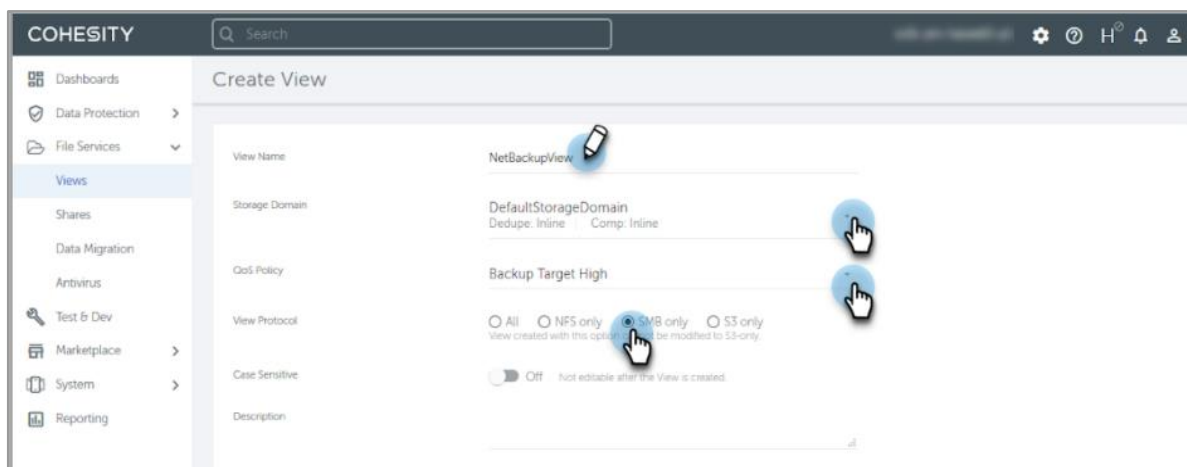 COHESITY
Search
H
Dashboards
Data Protection
File Services
Views
Shares
Data Migration
Antivirus
Test & Dev
Marketplace
System
Reporting
Create View
View Name
NetBackupView
Storage Domain
DefaultStorageDomain
Dedupe: Inline | Comp: Inline
QoS Policy
Backup Target High
View Protocol
All NFS only SMB only S3 only
View created with this option be modified to S3-only.
Case Sensitive
Off Not editable after the View is created.
Description